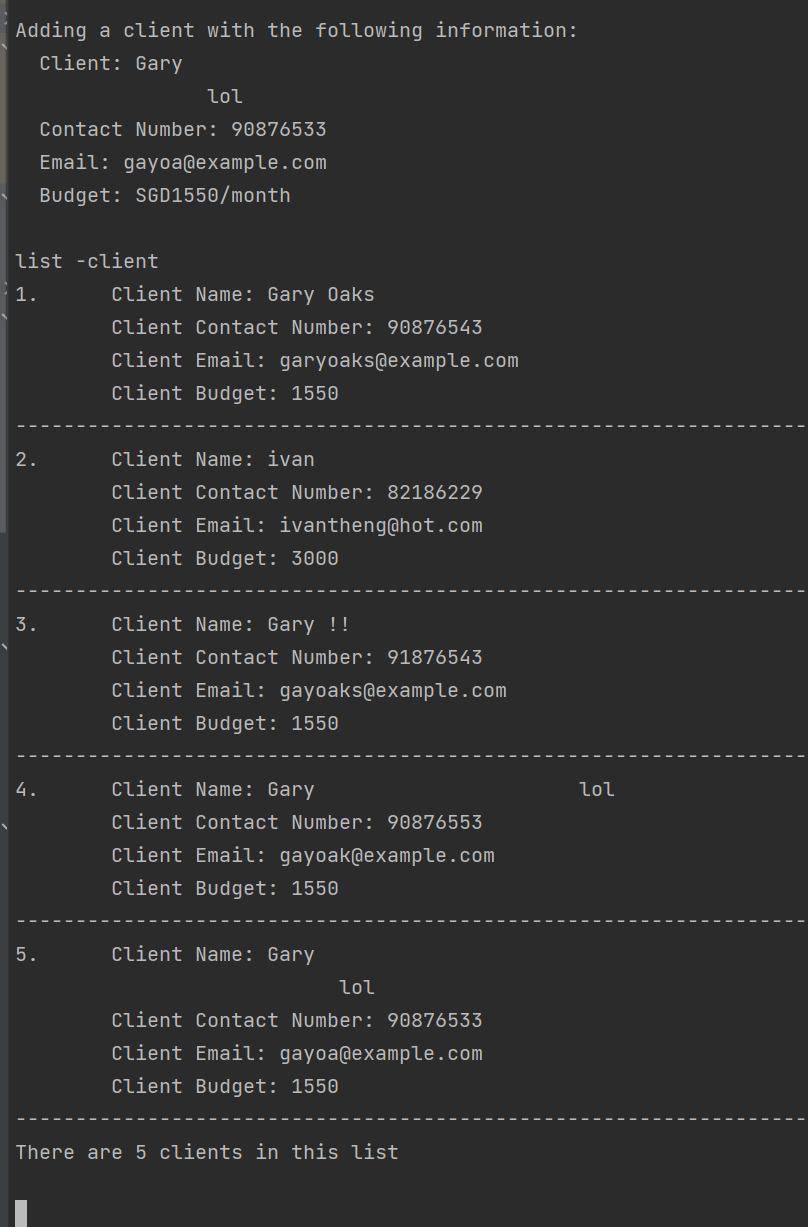 Adding a client with the following information:
Client: Gary
lol
Contact Number: 90876533
Email: gayoa@example.com
Budget: SGD1550/month
list -client
1. Client Name: Gary Oaks
Client Contact Number: 90876543
Client Email: garyoaks@example.com
Client Budget: 1550
------------------------------------------------------------------
2. Client Name: ivan
Client Contact Number: 82186229
Client Email: ivantheng@hot.com
Client Budget: 3000
------------------------------------------------------------------
3. Client Name: Gary !!
Client Contact Number: 91876543
Client Email: gayoaks@example.com
Client Budget: 1550
------------------------------------------------------------------
4. Client Name: Gary lol
Client Contact Number: 90876553
Client Email: gayoak@example.com
Client Budget: 1550
------------------------------------------------------------------
5. Client Name: Gary
lol
Client Contact Number: 90876533
Client Email: gayoa@example.com
Client Budget: 1550
------------------------------------------------------------------
There are 5 clients in this list